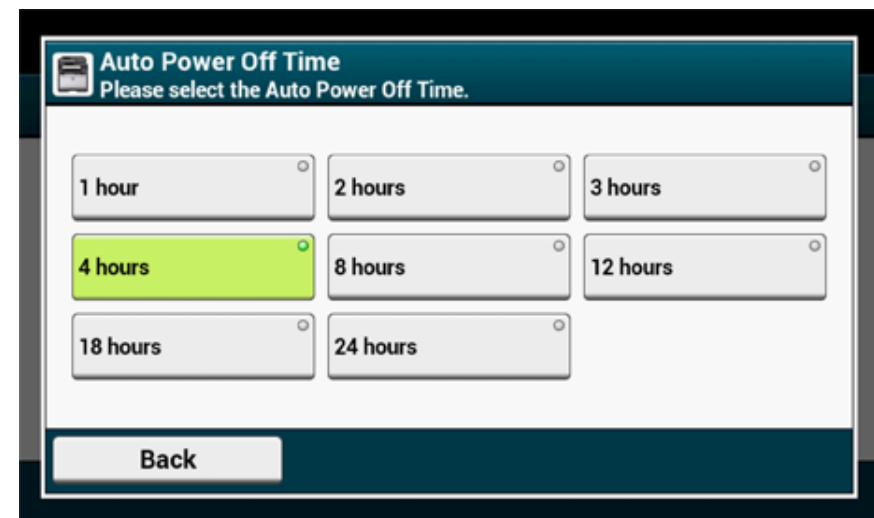 Auto Power Off Time
Please select the Auto Power Off Time.
1 hour
2 hours
3 hours
4 hours
8 hours
12 hours
18 hours
24 hours
Back